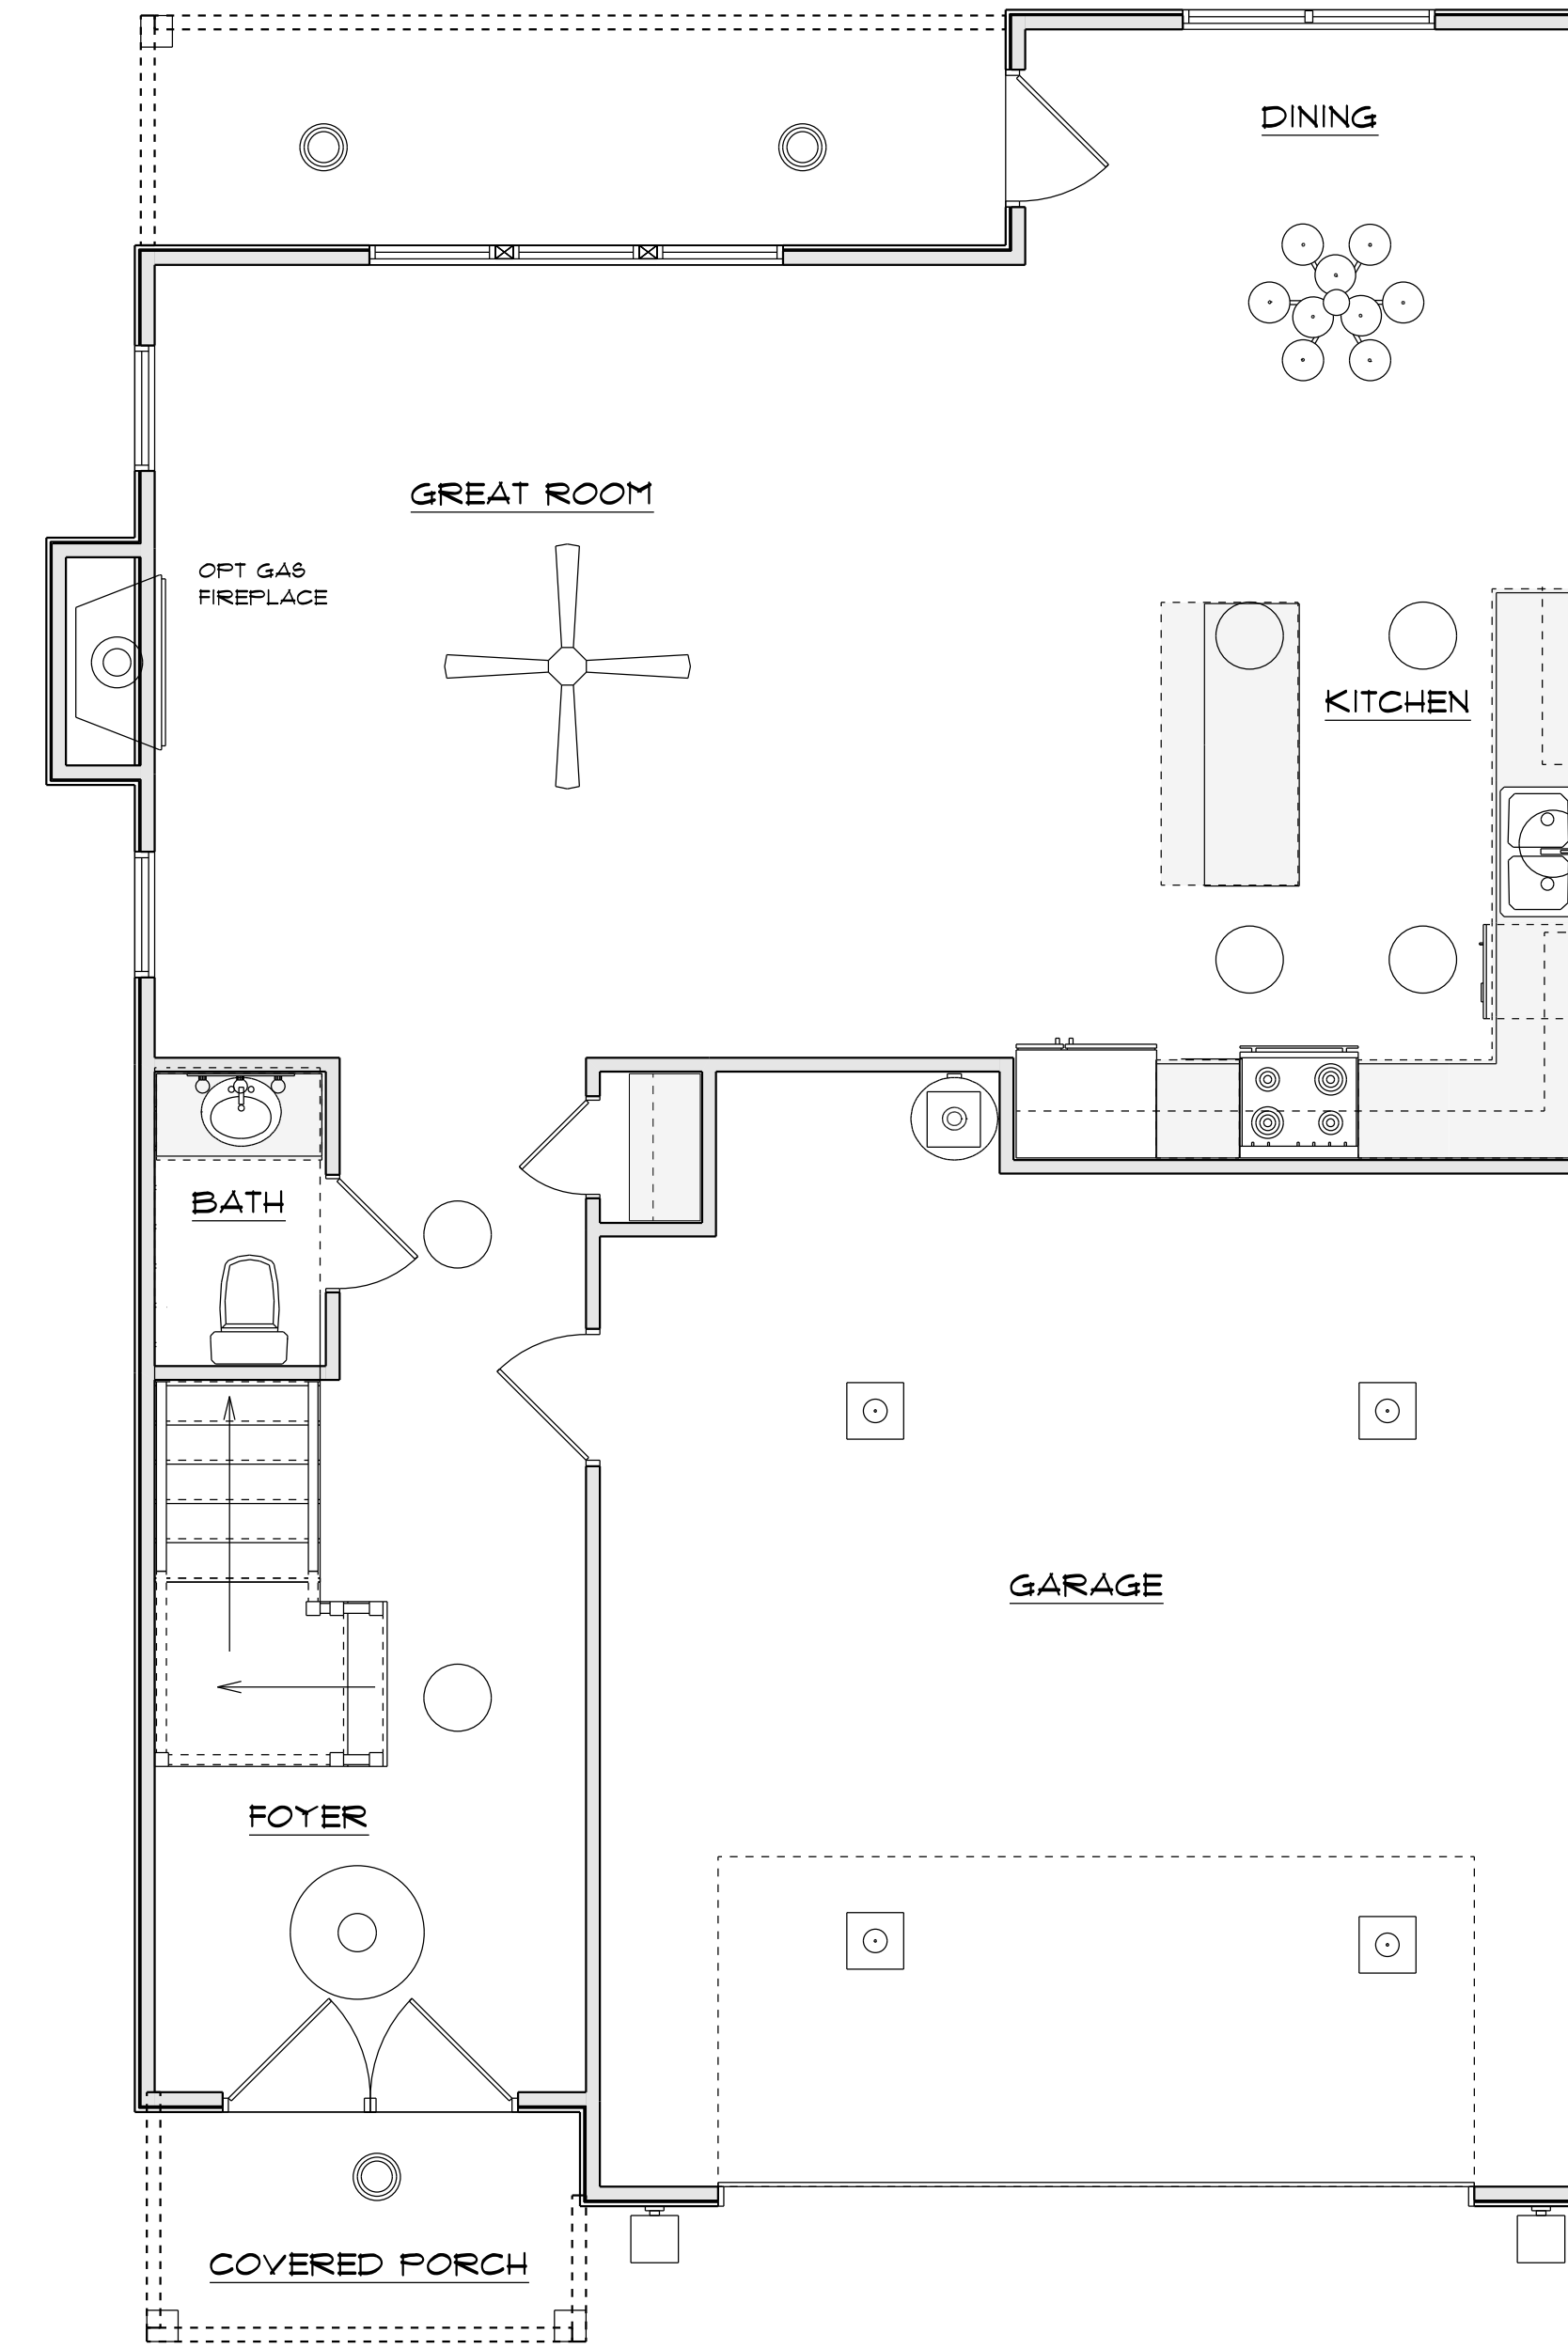 DINING
GREAT ROOM
OPT GAS
FIREPLACE
KITCHEN
BATH
GARAGE
FOYER
COVERED PORCH